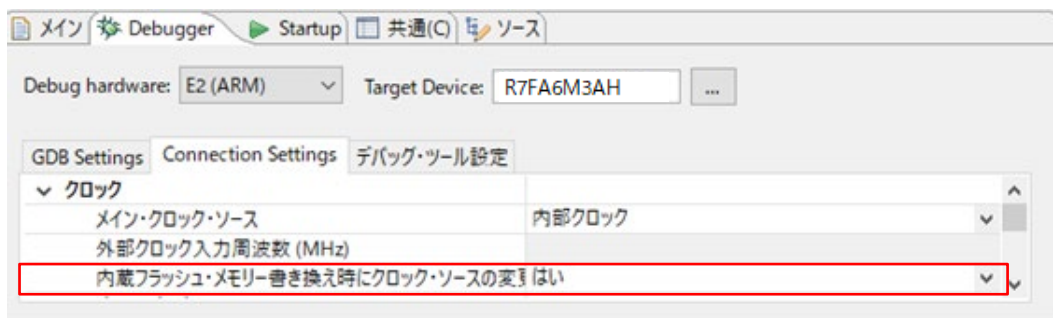 メイン Debugger Startup 共通(C) ソース
Debug hardware: E2 (ARM) Target Device: R7FA6M3AH ...
GDB Settings Connection Settings デバッグ・ツール設定
クロック
メイン・クロック・ソース 内部クロック
外部クロック入力周波数 (MHz)
内蔵フラッシュ・メモリー書き換え時にクロック・ソースの変更 はい